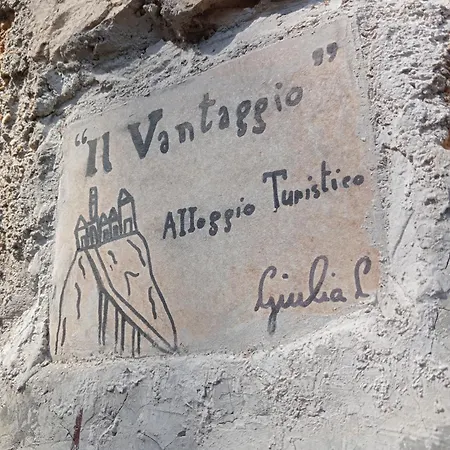 "Il Vantaggio"
Alloggio Turistico
Giulia L